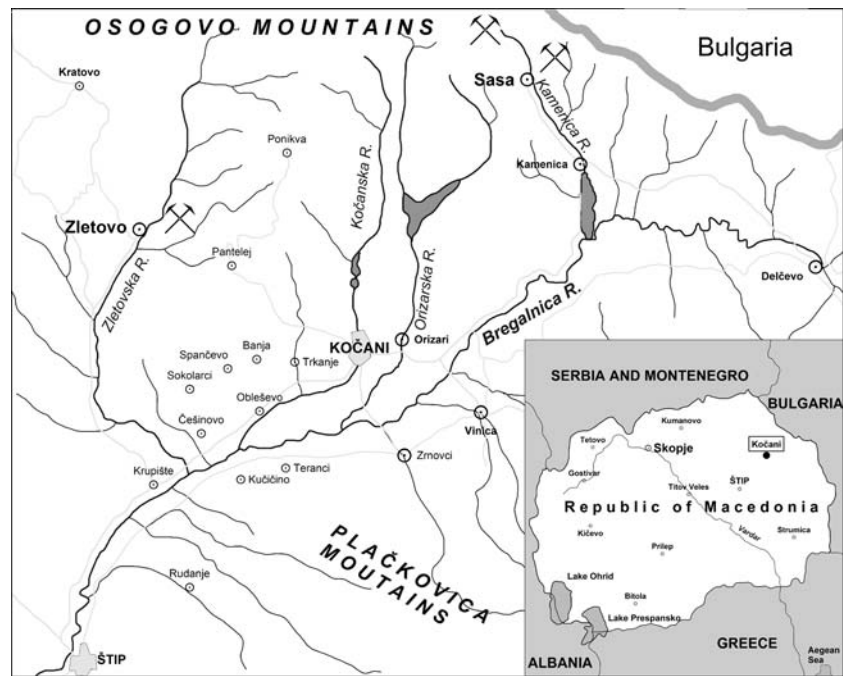 OSOGOVO MOUNTAINS
Bulgaria
Kratovo
Sasa
Kamenica R.
Ponikva
Kočanska R.
Kamenica
Zletovo
Pantelej
Zletovska R.
Orizarska R.
Delčevo
Bregalnica R.
KOČANI
Orizari
Banja
Spančevo
Trkanje
Sokolarci
Obleševo
Češinovo
Vinica
Zrnovci
Krupište
Teranci
Kučičino
PLAČKOVICA
MOUTAINS
Rudanje
ŠTIP
SERBIA AND MONTENEGRO
BULGARIA
Kumanovo
Tetovo
Skopje
Kočani
Gostivar
Titov Veles
ŠTIP
Republic of Macedonia
Kičevo
Vardar
Strumica
Prilep
Lake Ohrid
Bitola
Lake Prespansko
GREECE
ALBANIA
Aegean
Sea